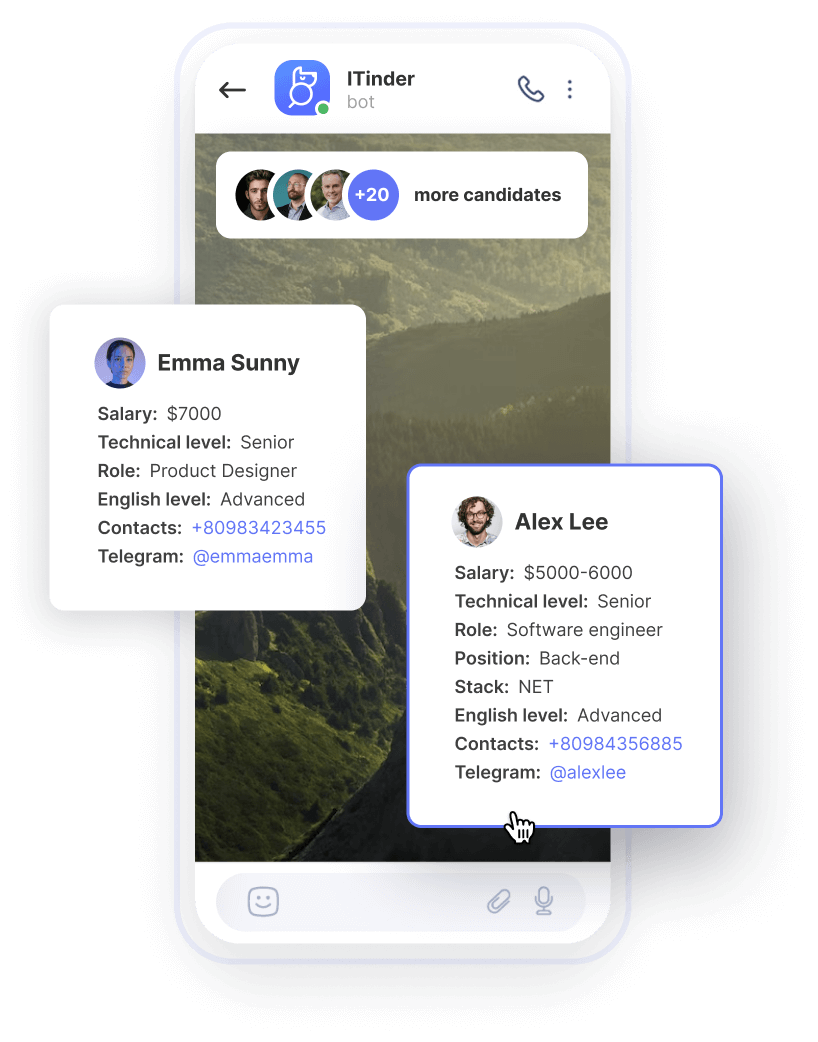 ITinder
bot
+20 more candidates
Emma Sunny
Salary: $7000
Technical level: Senior
Role: Product Designer
English level: Advanced
Contacts: +80983423455
Telegram: @emmaemma
Alex Lee
Salary: $5000-6000
Technical level: Senior
Role: Software engineer
Position: Back-end
Stack: NET
English level: Advanced
Contacts: +80984356885
Telegram: @alexlee